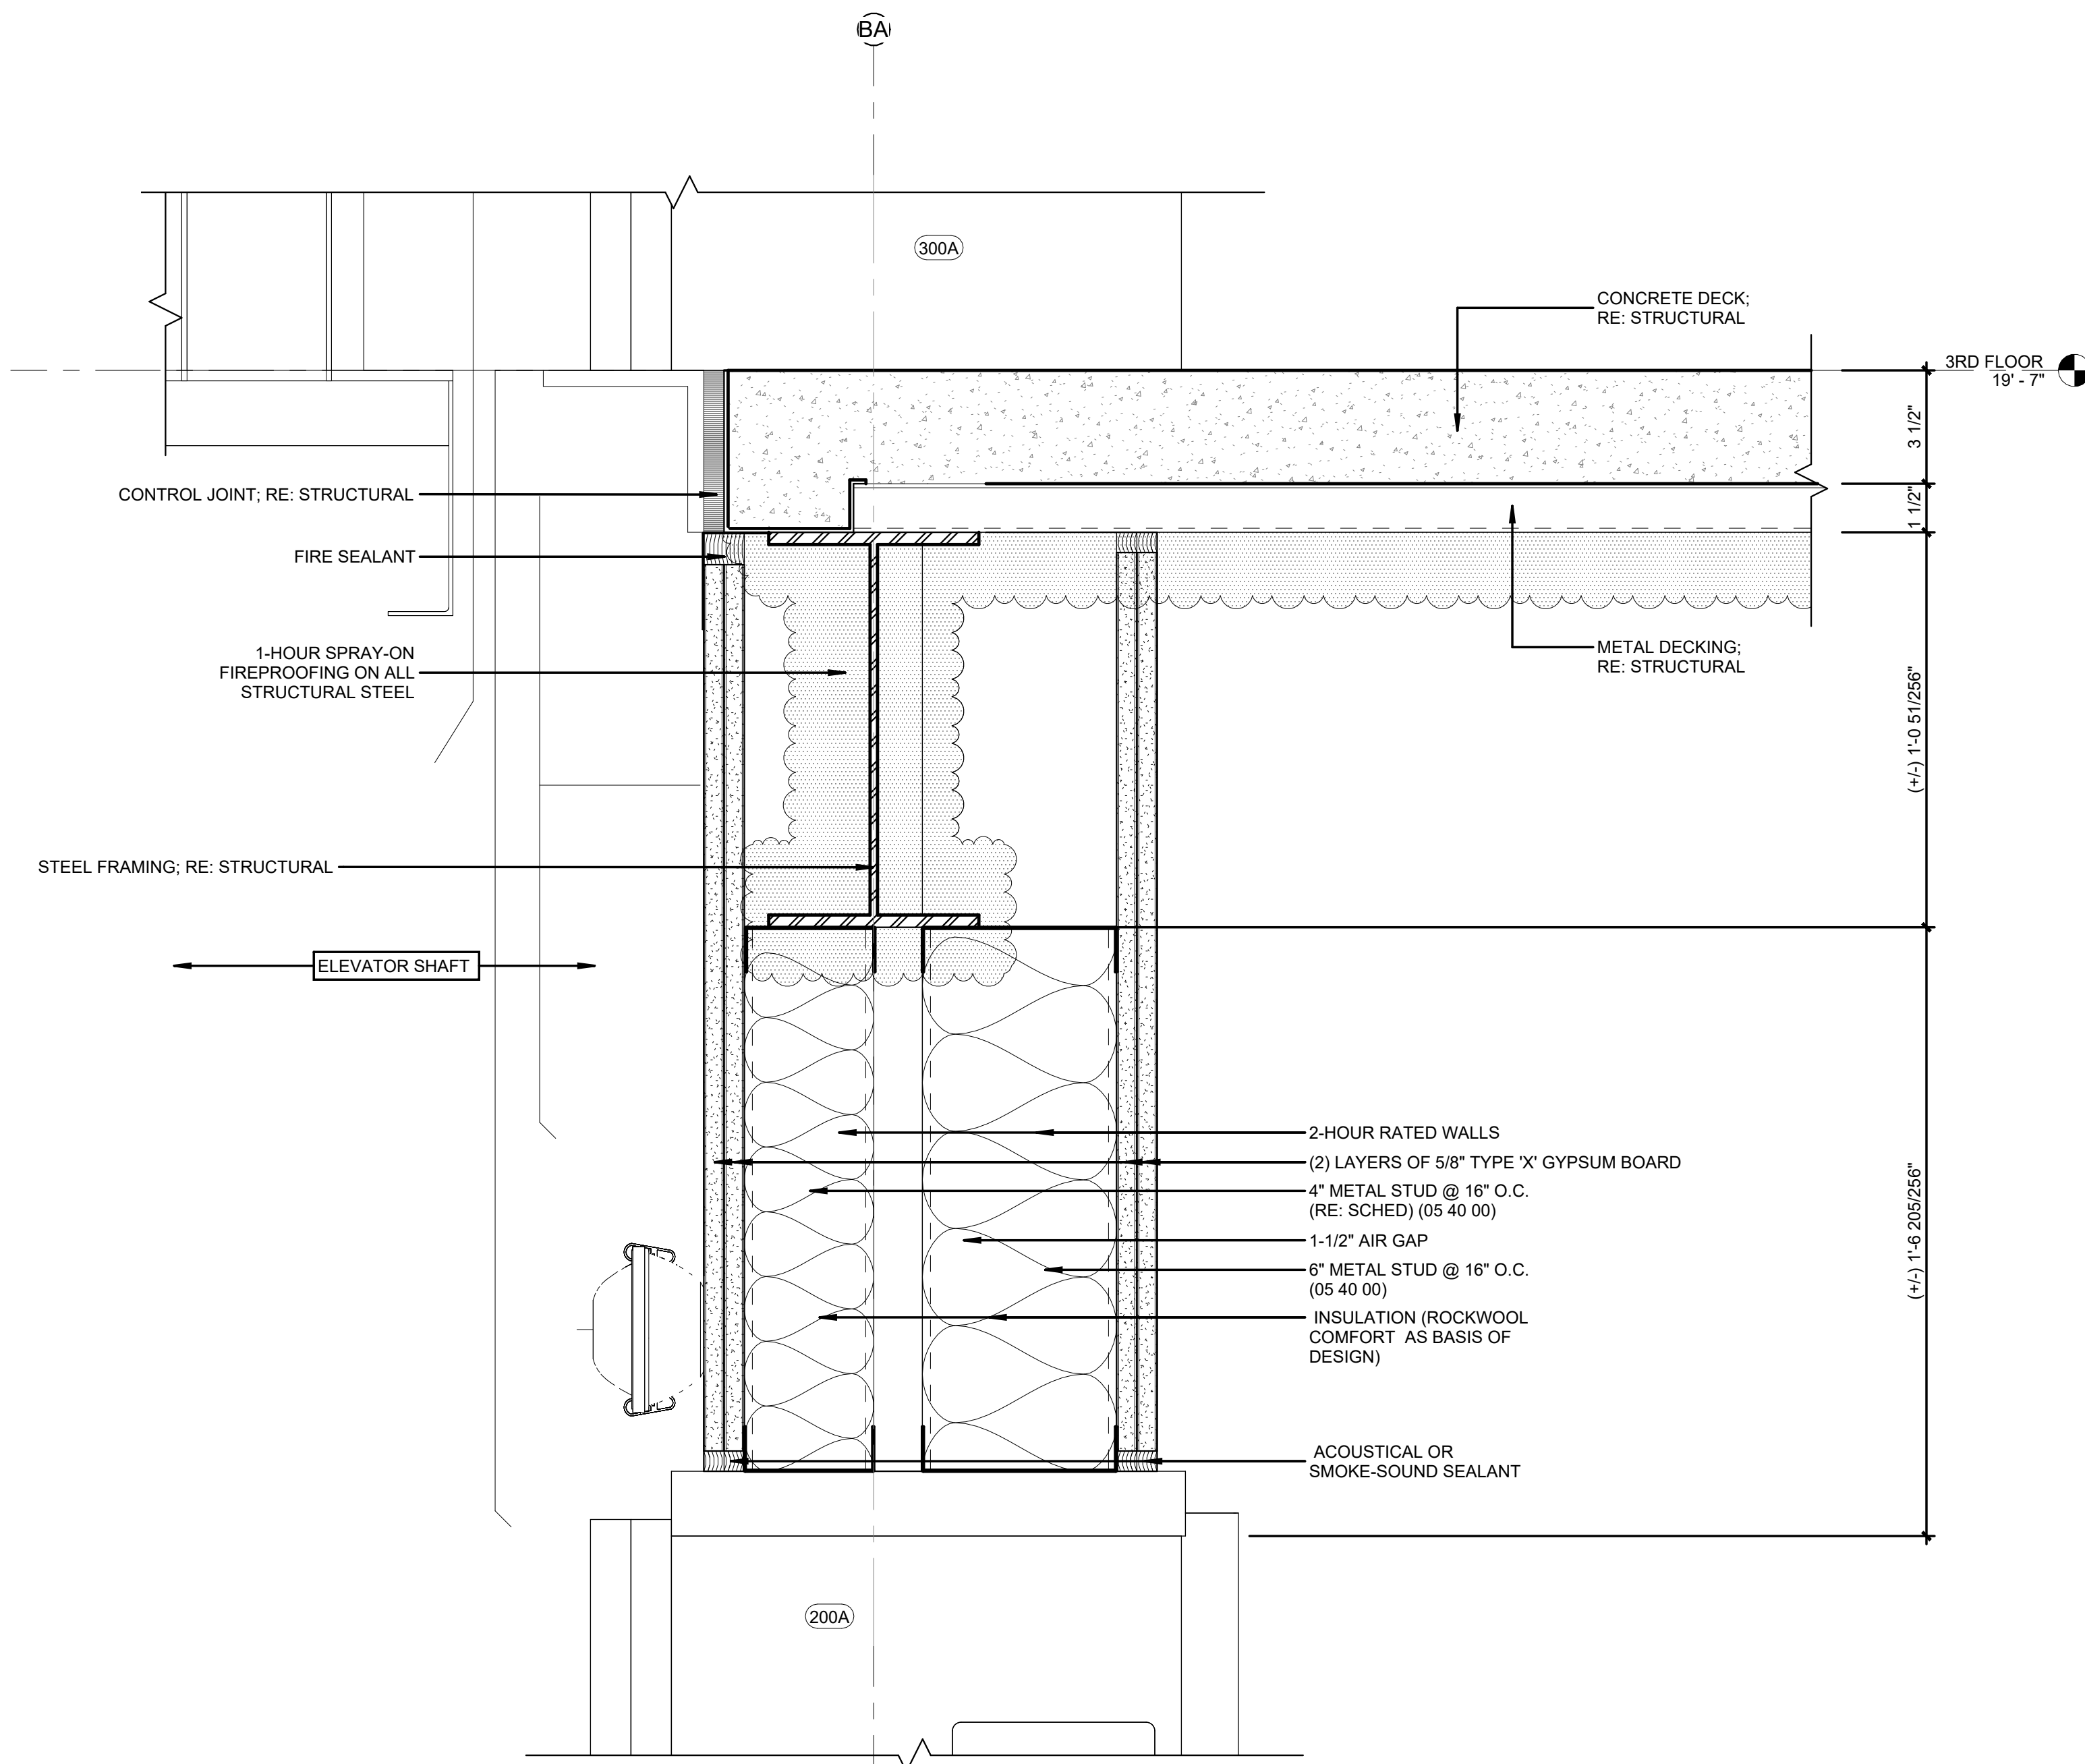 BA
300A
CONCRETE DECK;
RE: STRUCTURAL
3RD FLOOR
19' - 7"
3 1/2"
1 1/2"
CONTROL JOINT; RE: STRUCTURAL
FIRE SEALANT
1-HOUR SPRAY-ON
FIREPROOFING ON ALL
STRUCTURAL STEEL
METAL DECKING;
RE: STRUCTURAL
(+/-) 1'-0 51/256"
STEEL FRAMING; RE: STRUCTURAL
ELEVATOR SHAFT
2-HOUR RATED WALLS
(2) LAYERS OF 5/8" TYPE 'X' GYPSUM BOARD
4" METAL STUD @ 16" O.C.
(RE: SCHED) (05 40 00)
1-1/2" AIR GAP
6" METAL STUD @ 16" O.C.
(05 40 00)
INSULATION (ROCKWOOL
COMFORT AS BASIS OF
DESIGN)
(+/-) 1'-6 205/256"
ACOUSTICAL OR
SMOKE-SOUND SEALANT
200A